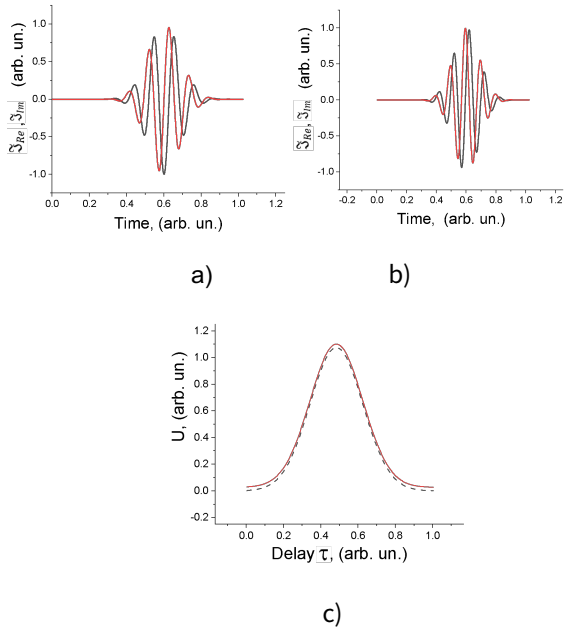 1.0
0.5
0.0
-0.5
-1.0
ℑRe, ℑIm (arb. un.)
0.0 0.2 0.4 0.6 0.8 1.0 1.2
Time, (arb. un.)
a)
1.0
0.5
0.0
-0.5
-1.0
ℑRe, ℑIm (arb. un.)
-0.2 0.0 0.2 0.4 0.6 0.8 1.0 1.2
Time, (arb. un.)
b)
1.2
1.0
0.8
0.6
0.4
0.2
0.0
-0.2
U, (arb. un.)
0.0 0.2 0.4 0.6 0.8 1.0
Delay τ, (arb. un.)
c)